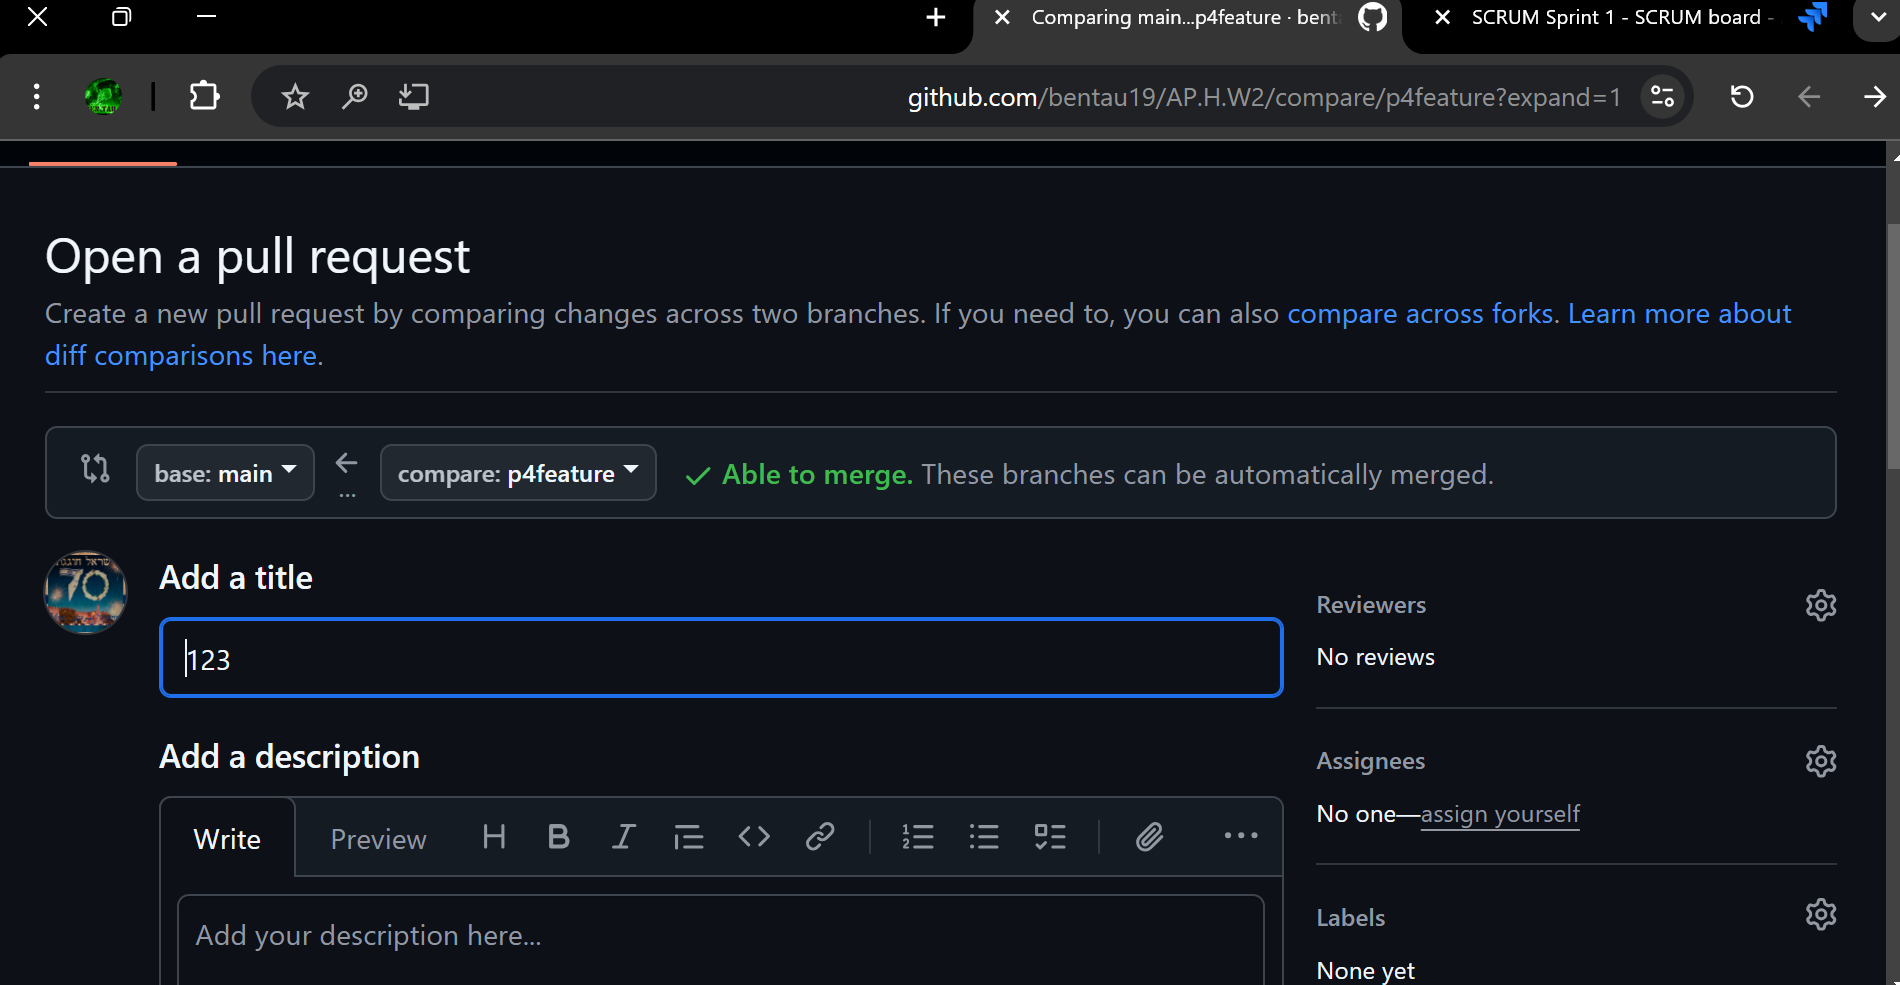 Comparing main...p4feature · bent
SCRUM Sprint 1 - SCRUM board -
github.com/bentau19/AP.H.W2/compare/p4feature?expand=1
Open a pull request
Create a new pull request by comparing changes across two branches. If you need to, you can also compare across forks. Learn more about
diff comparisons here.
base: main
compare: p4feature
Able to merge. These branches can be automatically merged.
70
Add a title
123
Add a description
Write
Preview
Add your description here...
Reviewers
No reviews
Assignees
No one—assign yourself
Labels
None yet